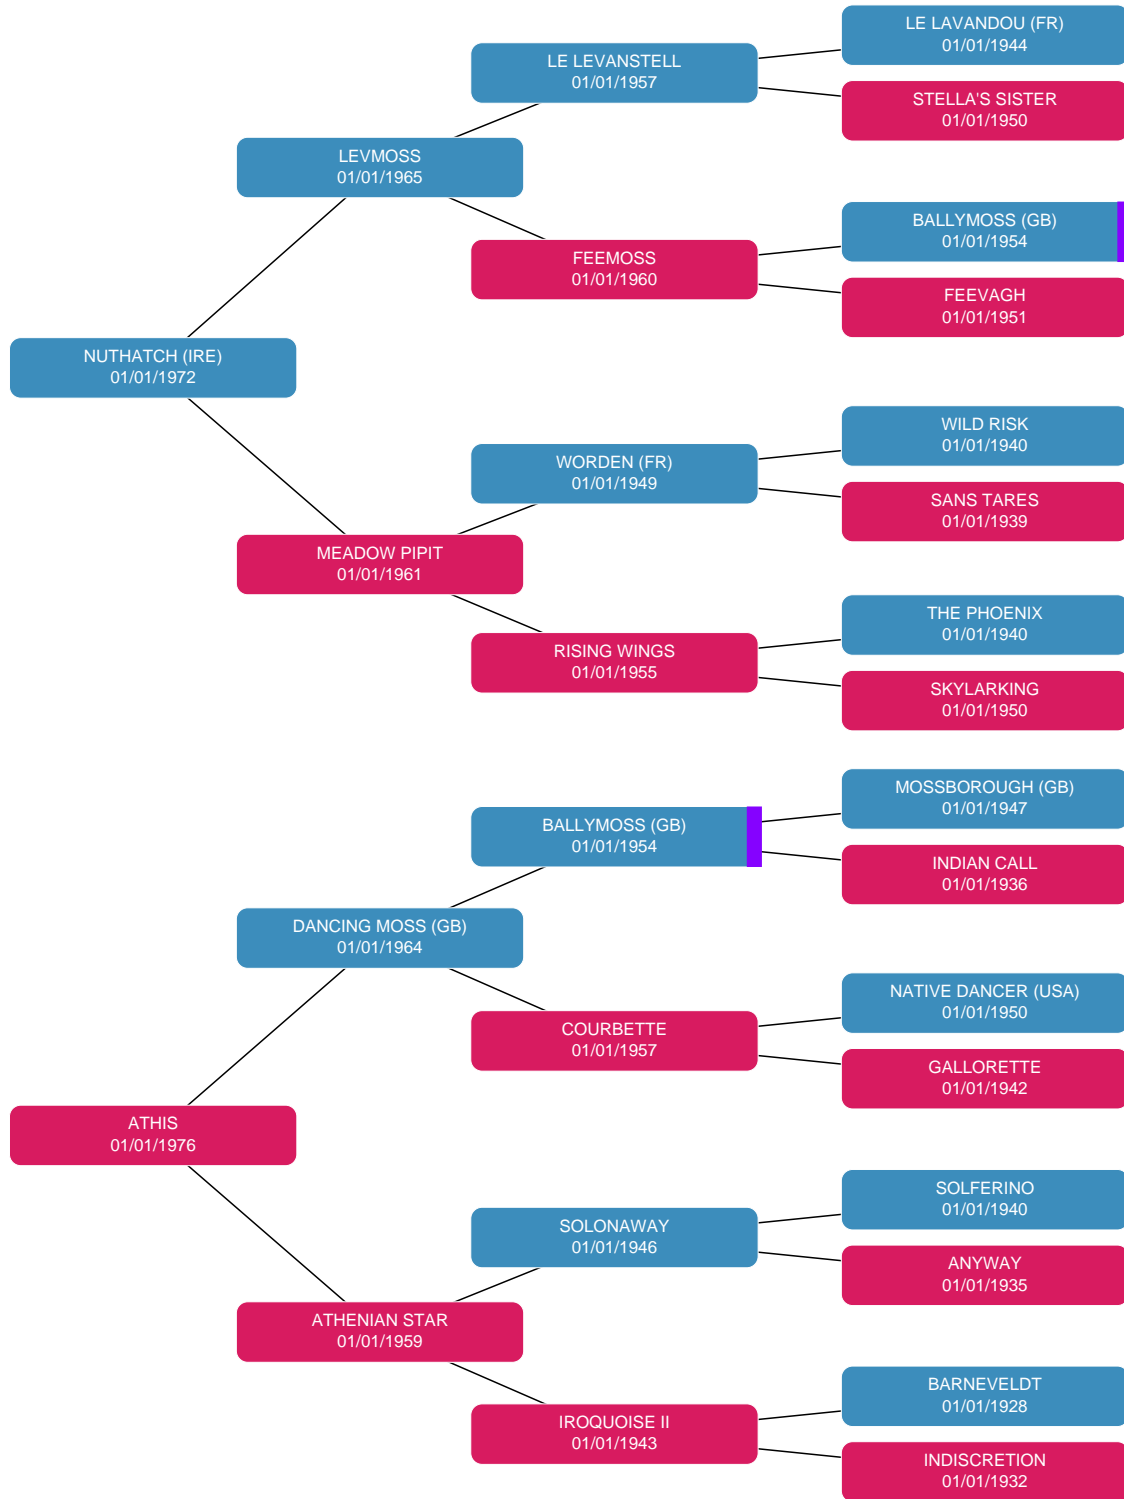 LE LAVANDOU (FR)
01/01/1944
LE LEVANSTELL
01/01/1957
STELLA'S SISTER
01/01/1950
LEVMOSS
01/01/1965
BALLYMOSS (GB)
01/01/1954
FEEMOSS
01/01/1960
FEEVAGH
01/01/1951
NUTHATCH (IRE)
01/01/1972
WILD RISK
01/01/1940
WORDEN (FR)
01/01/1949
SANS TARES
01/01/1939
MEADOW PIPIT
01/01/1961
THE PHOENIX
01/01/1940
RISING WINGS
01/01/1955
SKYLARKING
01/01/1950
MOSSBOROUGH (GB)
01/01/1947
BALLYMOSS (GB)
01/01/1954
INDIAN CALL
01/01/1936
DANCING MOSS (GB)
01/01/1964
NATIVE DANCER (USA)
01/01/1950
COURBETTE
01/01/1957
GALLORETTE
01/01/1942
ATHIS
01/01/1976
SOLFERINO
01/01/1940
SOLONAWAY
01/01/1946
ANYWAY
01/01/1935
ATHENIAN STAR
01/01/1959
BARNEVELDT
01/01/1928
IROQUOISE II
01/01/1943
INDISCRETION
01/01/1932